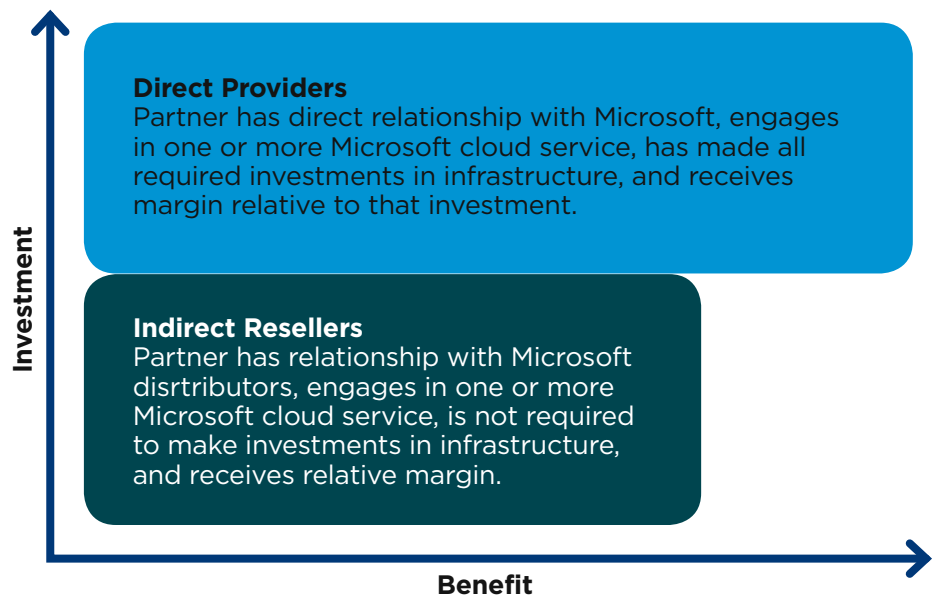 Direct Providers
Partner has direct relationship with Microsoft, engages
in one or more Microsoft cloud service, has made all
required investments in infrastructure, and receives
margin relative to that investment.
Investment
Indirect Resellers
Partner has relationship with Microsoft
disrtributors, engages in one or more
Microsoft cloud service, is not required
to make investments in infrastructure,
and receives relative margin.
Benefit